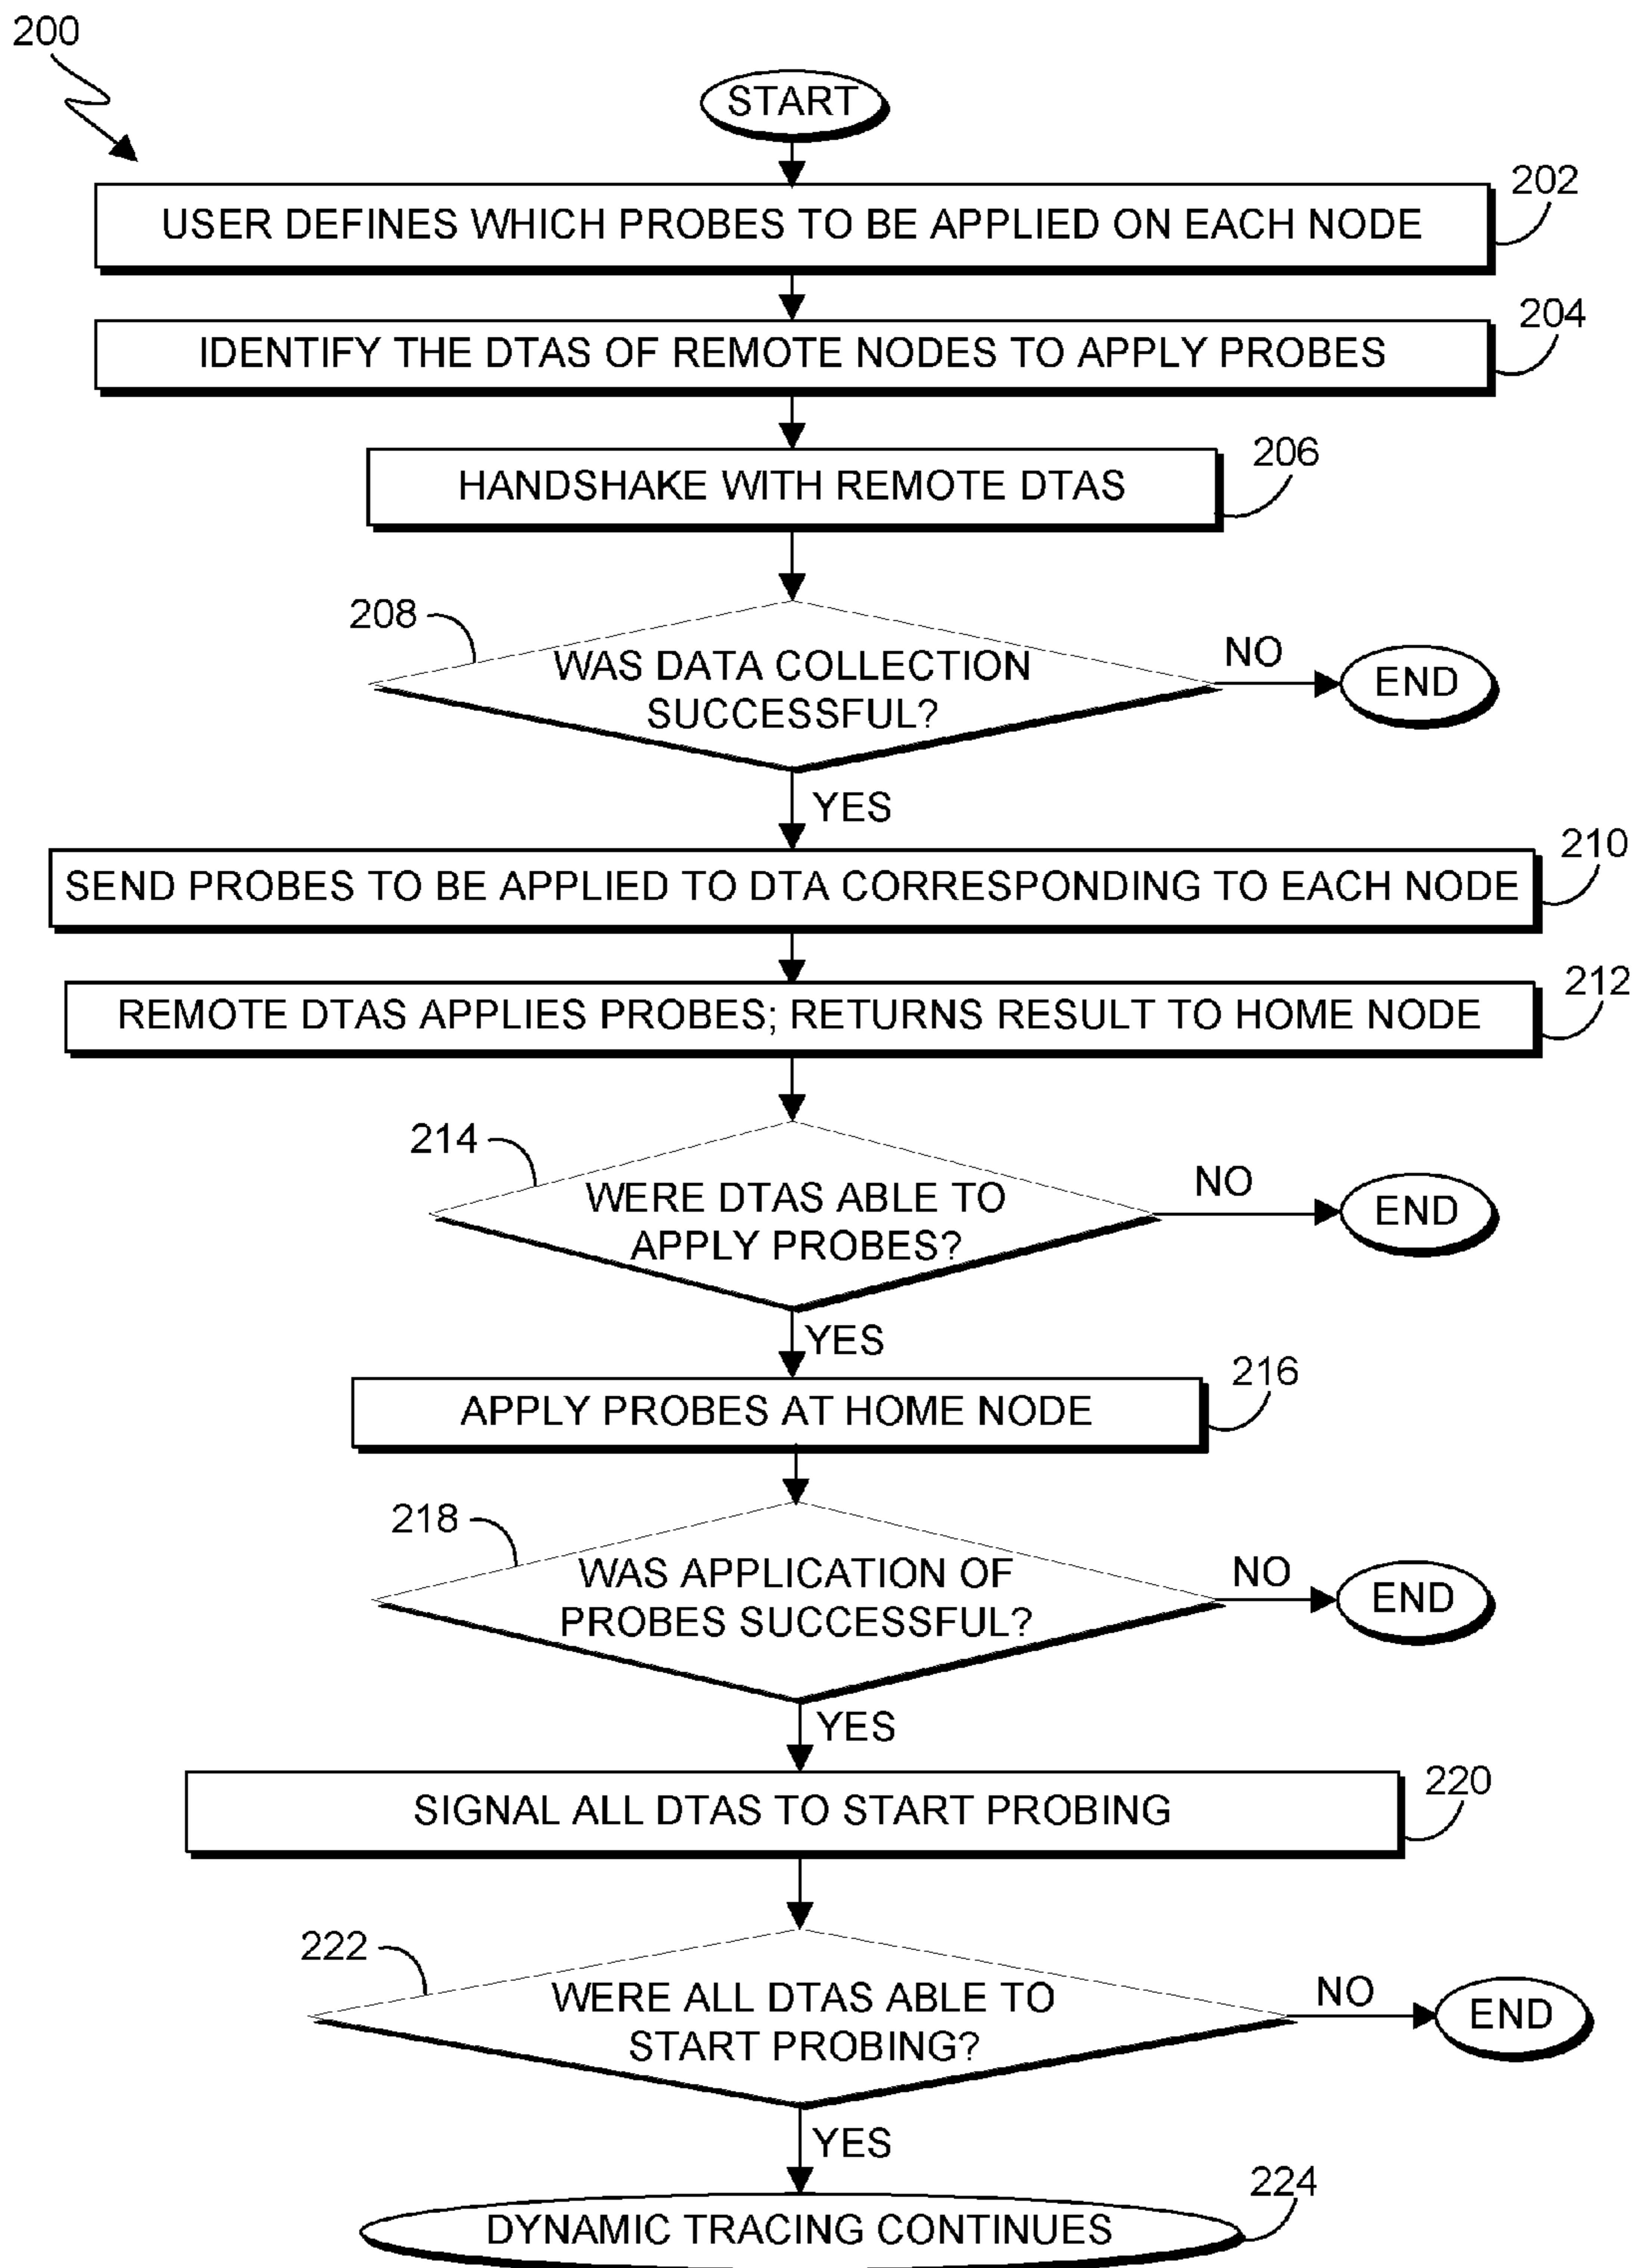 200
START
202
USER DEFINES WHICH PROBES TO BE APPLIED ON EACH NODE
204
IDENTIFY THE DTAS OF REMOTE NODES TO APPLY PROBES
206
HANDSHAKE WITH REMOTE DTAS
208
WAS DATA COLLECTION
SUCCESSFUL?
NO
END
YES
210
SEND PROBES TO BE APPLIED TO DTA CORRESPONDING TO EACH NODE
212
REMOTE DTAS APPLIES PROBES; RETURNS RESULT TO HOME NODE
214
WERE DTAS ABLE TO
APPLY PROBES?
NO
END
YES
216
APPLY PROBES AT HOME NODE
218
WAS APPLICATION OF
PROBES SUCCESSFUL?
NO
END
YES
220
SIGNAL ALL DTAS TO START PROBING
222
WERE ALL DTAS ABLE TO
START PROBING?
NO
END
YES
224
DYNAMIC TRACING CONTINUES